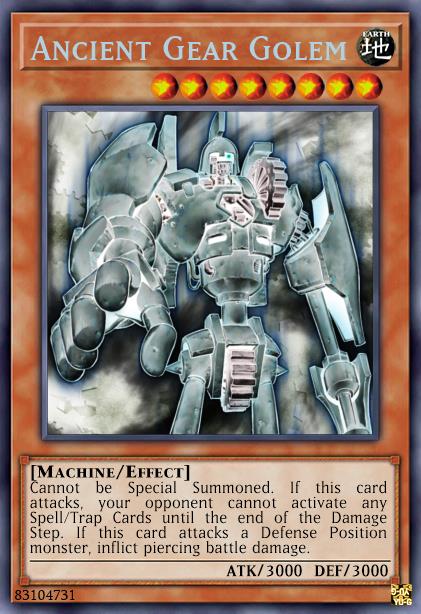 ANCIENT GEAR GOLEM
EARTH
地
[MACHINE/EFFECT]
Cannot be Special Summoned. If this card
attacks, your opponent cannot activate any
Spell/Trap Cards until the end of the Damage
Step. If this card attacks a Defense Position
monster, inflict piercing battle damage.
ATK/3000 DEF/3000
83104731